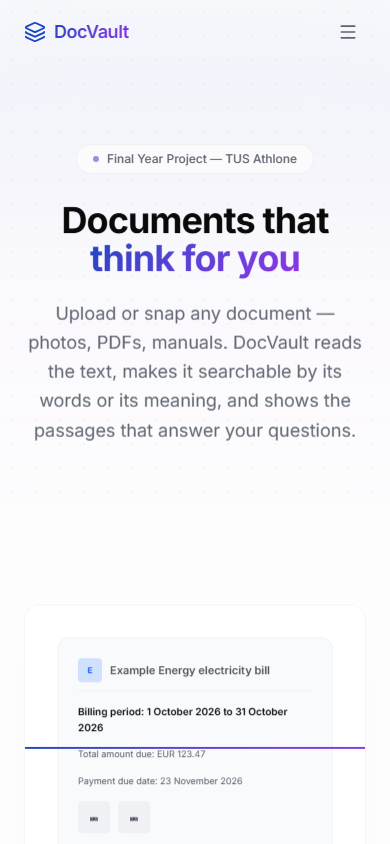 DocVault
Final Year Project — TUS Athlone
Documents that
think for you
Upload or snap any document —
photos, PDFs, manuals. DocVault reads
the text, makes it searchable by its
words or its meaning, and shows the
passages that answer your questions.
E
Example Energy electricity bill
Billing period: 1 October 2026 to 31 October
2026
Total amount due: EUR 123.47
Payment due date: 23 November 2026